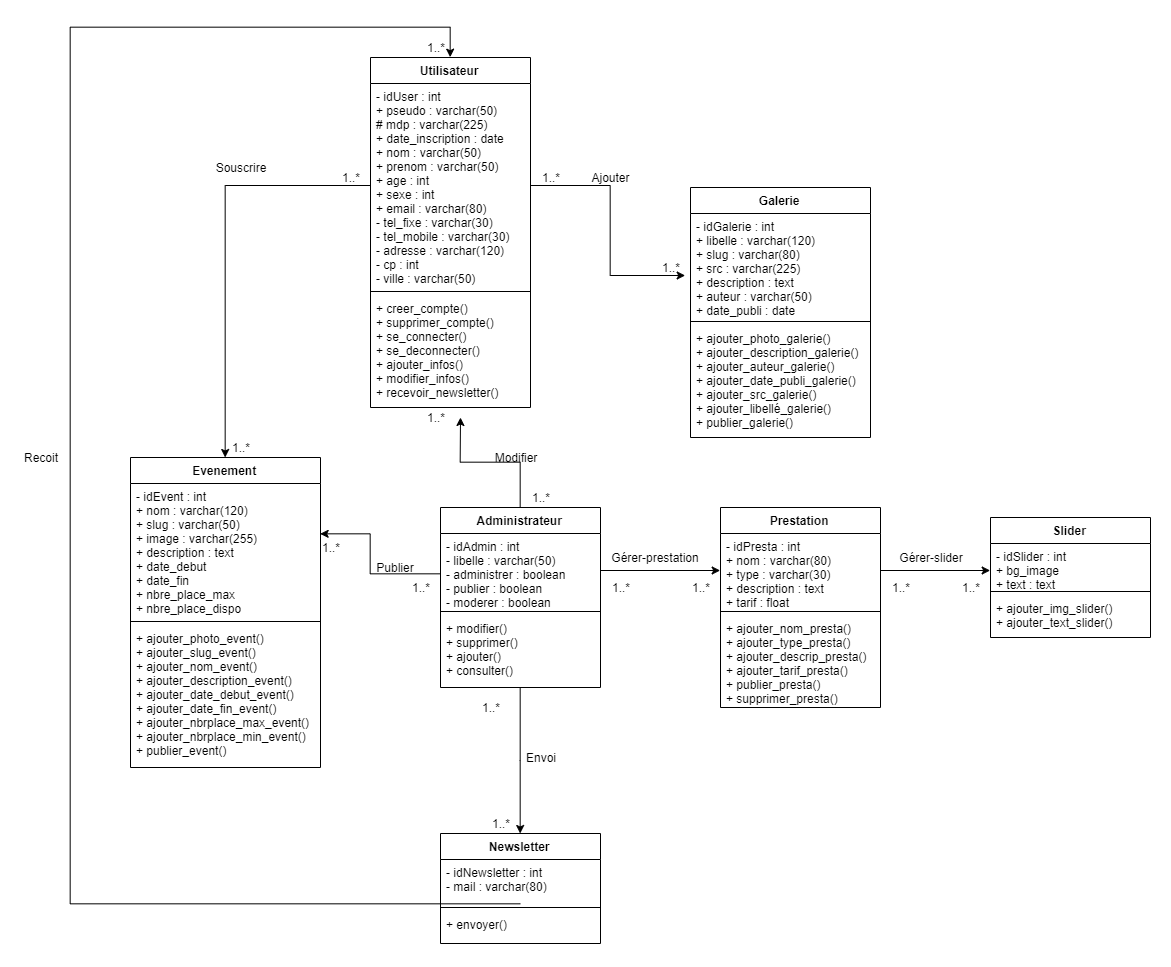 1..*
Utilisateur
- idUser : int
+ pseudo : varchar(50)
# mdp : varchar(225)
+ date_inscription : date
+ nom : varchar(50)
+ prenom : varchar(50)
+ age : int
+ sexe : int
+ email : varchar(80)
- tel_fixe : varchar(30)
- tel_mobile : varchar(30)
- adresse : varchar(120)
- cp : int
- ville : varchar(50)
+ creer_compte()
+ supprimer_compte()
+ se_connecter()
+ se_deconnecter()
+ ajouter_infos()
+ modifier_infos()
+ recevoir_newsletter()
Souscrire
1..*
1..*
Ajouter
1..*
Galerie
- idGalerie : int
+ libelle : varchar(120)
+ slug : varchar(80)
+ src : varchar(225)
+ description : text
+ auteur : varchar(50)
+ date_publi : date
+ ajouter_photo_galerie()
+ ajouter_description_galerie()
+ ajouter_auteur_galerie()
+ ajouter_date_publi_galerie()
+ ajouter_src_galerie()
+ ajouter_libellé_galerie()
+ publier_galerie()
1..*
Modifier
1..*
Recoit
1..*
Evenement
- idEvent : int
+ nom : varchar(120)
+ slug : varchar(50)
+ image : varchar(255)
+ description : text
+ date_debut
+ date_fin
+ nbre_place_max
+ nbre_place_dispo
+ ajouter_photo_event()
+ ajouter_slug_event()
+ ajouter_nom_event()
+ ajouter_description_event()
+ ajouter_date_debut_event()
+ ajouter_date_fin_event()
+ ajouter_nbrplace_max_event()
+ ajouter_nbrplace_min_event()
+ publier_event()
1..*
Publier
1..*
Administrateur
- idAdmin : int
- libelle : varchar(50)
- administrer : boolean
- publier : boolean
- moderer : boolean
+ modifier()
+ supprimer()
+ ajouter()
+ consulter()
Gérer-prestation
1..*
1..*
Prestation
- idPresta : int
+ nom : varchar(80)
+ type : varchar(30)
+ description : text
+ tarif : float
+ ajouter_nom_presta()
+ ajouter_type_presta()
+ ajouter_descrip_presta()
+ ajouter_tarif_presta()
+ publier_presta()
+ supprimer_presta()
Gérer-slider
1..*
1..*
Slider
- idSlider : int
+ bg_image
+ text : text
+ ajouter_img_slider()
+ ajouter_text_slider()
1..*
Envoi
1..*
Newsletter
- idNewsletter : int
- mail : varchar(80)
+ envoyer()